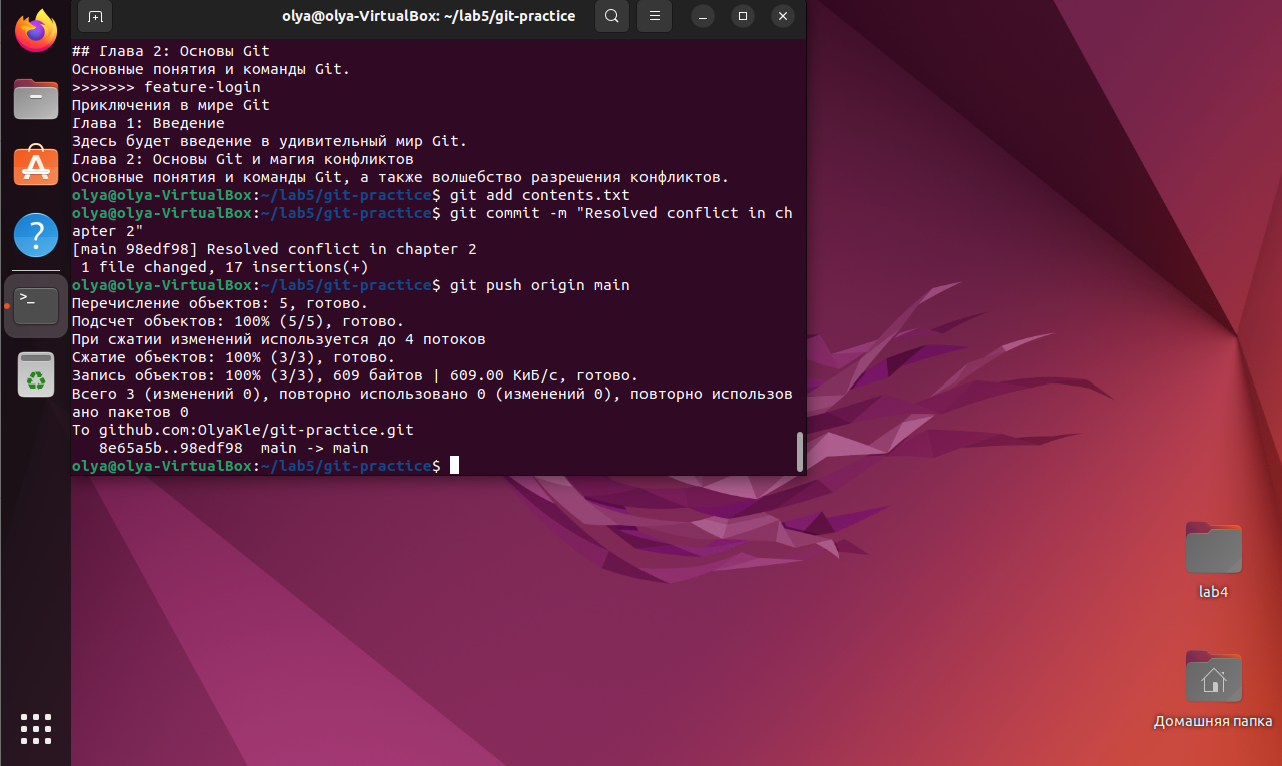 olya@olya-VirtualBox: ~/lab5/git-practice
## Глава 2: Основы Git
Основные понятия и команды Git.
>>>>>>> feature-login
Приключения в мире Git
Глава 1: Введение
Здесь будет введение в удивительный мир Git.
Глава 2: Основы Git и магия конфликтов
Основные понятия и команды Git, а также волшебство разрешения конфликтов.
olya@olya-VirtualBox:~/lab5/git-practice$ git add contents.txt
olya@olya-VirtualBox:~/lab5/git-practice$ git commit -m "Resolved conflict in ch
apter 2"
[main 98edf98] Resolved conflict in chapter 2
 1 file changed, 17 insertions(+)
olya@olya-VirtualBox:~/lab5/git-practice$ git push origin main
Перечисление объектов: 5, готово.
Подсчет объектов: 100% (5/5), готово.
При сжатии изменений используется до 4 потоков
Сжатие объектов: 100% (3/3), готово.
Запись объектов: 100% (3/3), 609 байтов | 609.00 КиБ/с, готово.
Всего 3 (изменений 0), повторно использовано 0 (изменений 0), повторно использов
ано пакетов 0
To github.com:OlyaKle/git-practice.git
   8e65a5b..98edf98  main -> main
olya@olya-VirtualBox:~/lab5/git-practice$
lab4
Домашняя папка